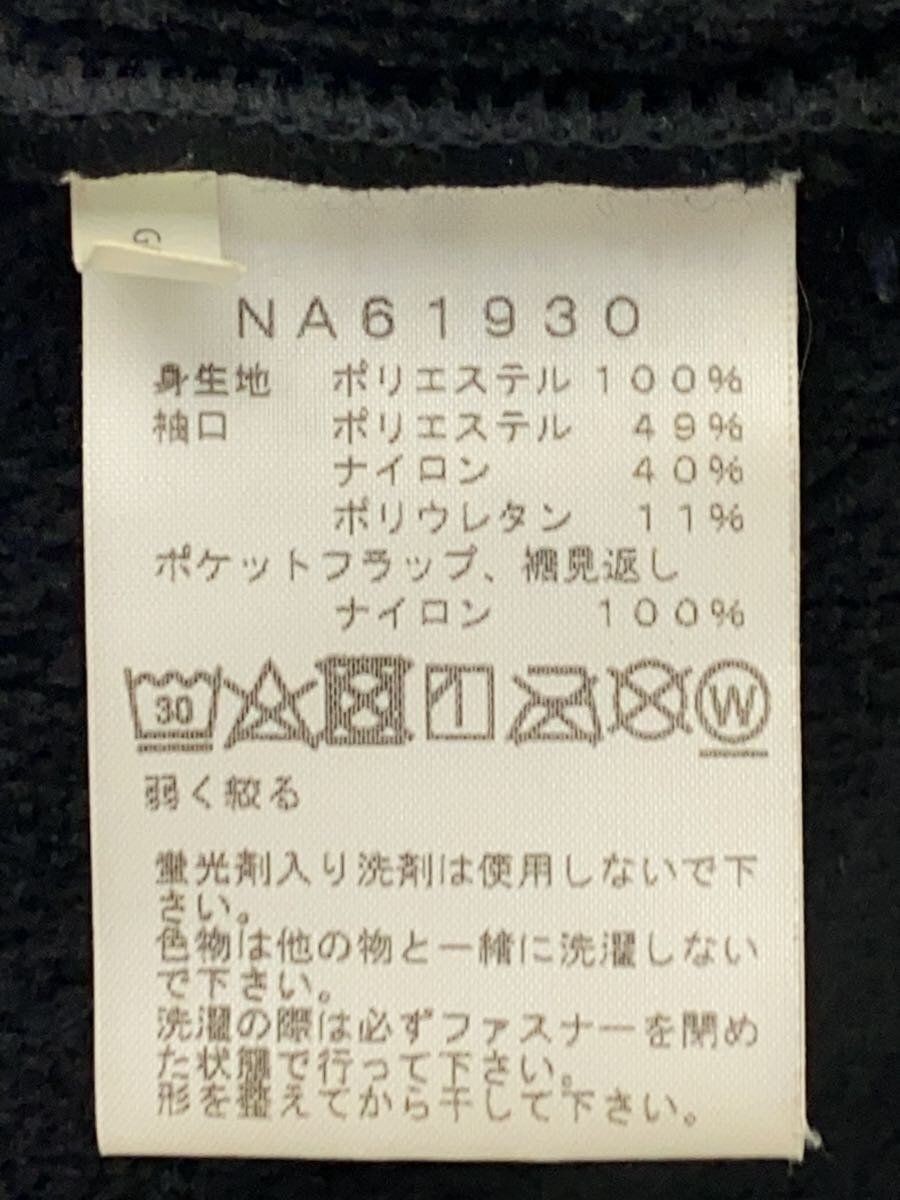 G
NA61930
身生地 ポリエステル 100%
袖口 ポリエステル 49%
ナイロン 40%
ポリウレタン 11%
ポケットフラップ、裾見返し
ナイロン 100%
30 W
弱く絞る
蛍光剤入り洗剤は使用しないで下
さい。
色物は他の物と一緒に洗濯しない
で下さい。
洗濯の際は必ずファスナーを閉め
た状態で行って下さい。
形を整えてから干して下さい。